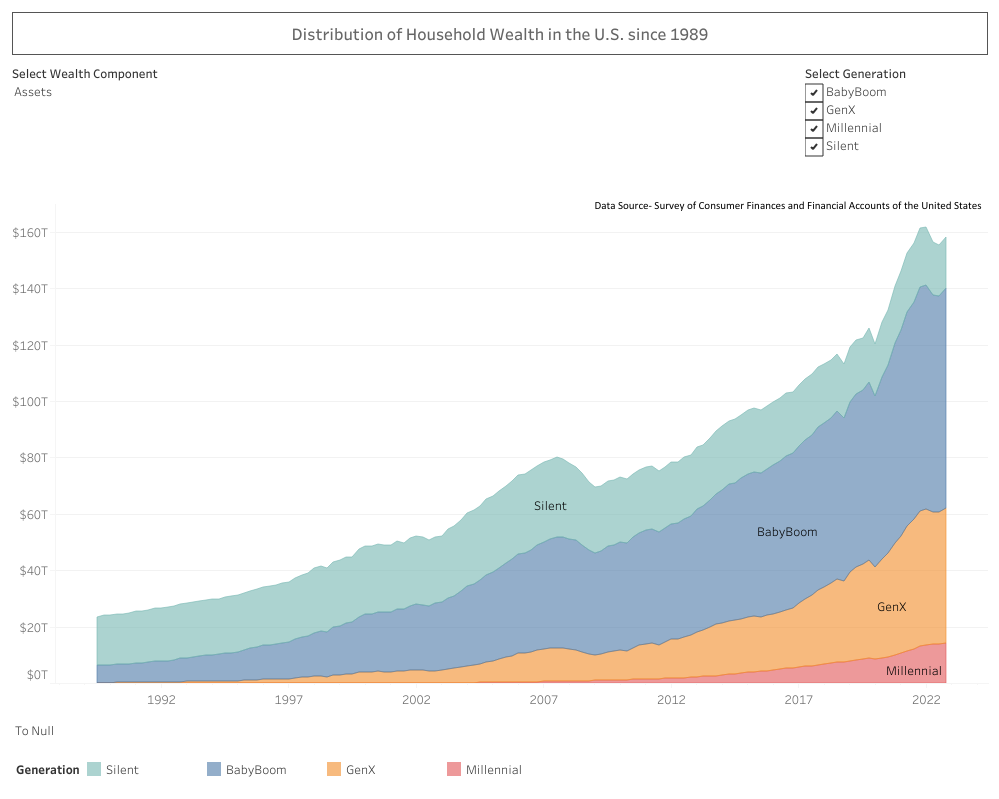 Distribution of Household Wealth in the U.S. since 1989
Select Wealth Component
Assets
Select Generation
BabyBoom
GenX
Millennial
Silent
Data Source- Survey of Consumer Finances and Financial Accounts of the United States
$160T
$140T
$120T
$100T
$80T
$60T
$40T
$20T
$0T
Silent
BabyBoom
GenX
Millennial
1992 1997 2002 2007 2012 2017 2022
To Null
Generation Silent BabyBoom GenX Millennial